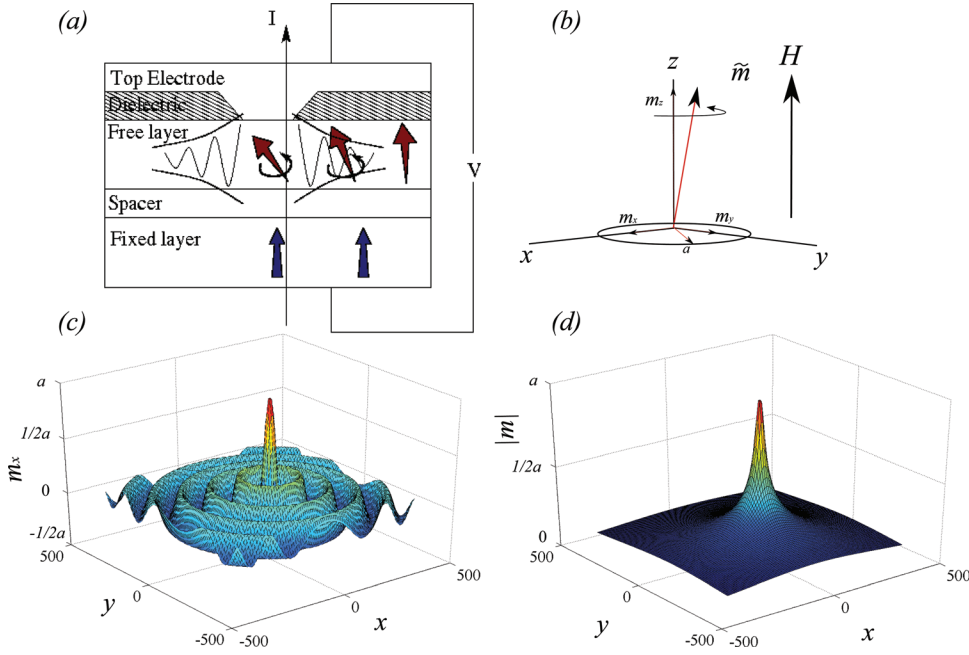 (a)
I
Top Electrode
Dielectric
Free layer
Spacer
Fixed layer
V
(b)
z
m̃
H
m_z
m_x
m_y
a
x
y
(c)
a
1/2a
0
-1/2a
m_x
500
0
-500
y
-500
0
500
x
(d)
a
1/2a
0
|m|
500
0
-500
y
-500
0
500
x